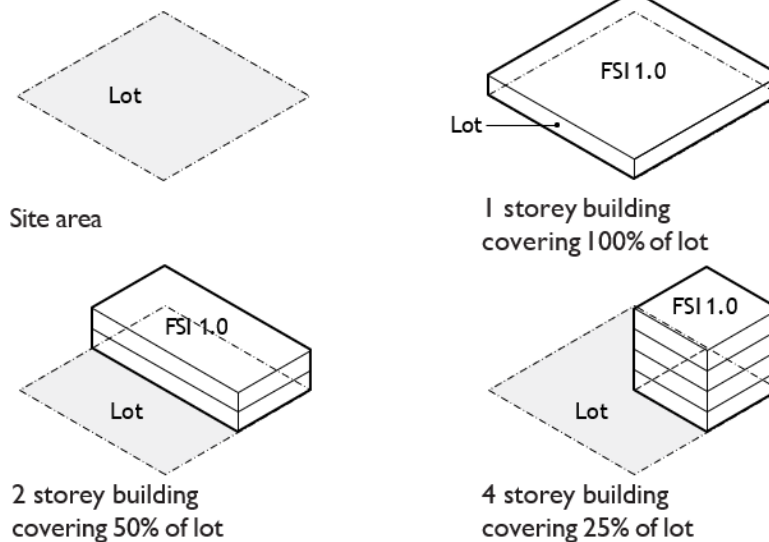 Lot
Site area
FSI 1.0
Lot
1 storey building
covering 100% of lot
FSI 1.0
Lot
2 storey building
covering 50% of lot
FSI 1.0
Lot
4 storey building
covering 25% of lot